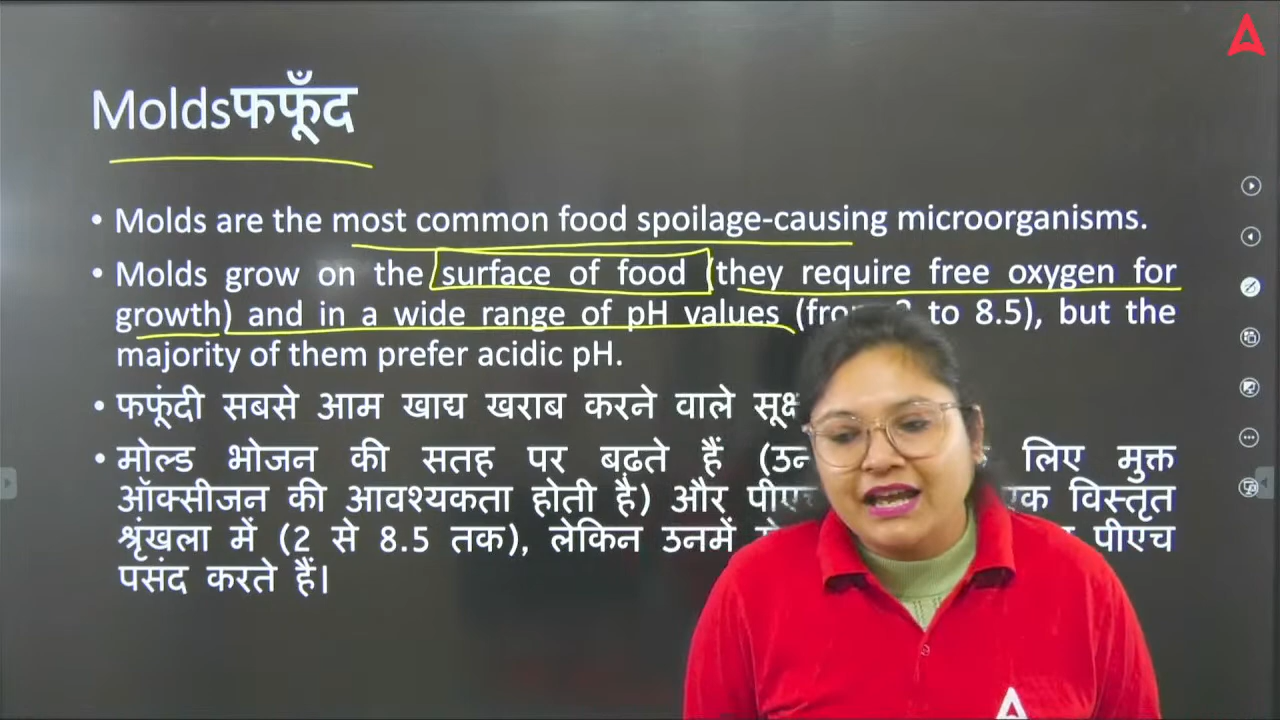 Moldsफफूँद
• Molds are the most common food spoilage-causing microorganisms.
• Molds grow on the surface of food (they require free oxygen for
growth) and in a wide range of pH values (from 2 to 8.5), but the
majority of them prefer acidic pH.
• फफूंदी सबसे आम खाद्य खराब करने वाले
• मोल्ड भोजन की सतह पर बढ़ते हैं लिए मुक्त
ऑक्सीजन की आवश्यकता होती है) और विस्तृत
श्रृंखला में (2 से 8.5 तक), लेकिन उनमें पीएच
पसंद करते हैं।